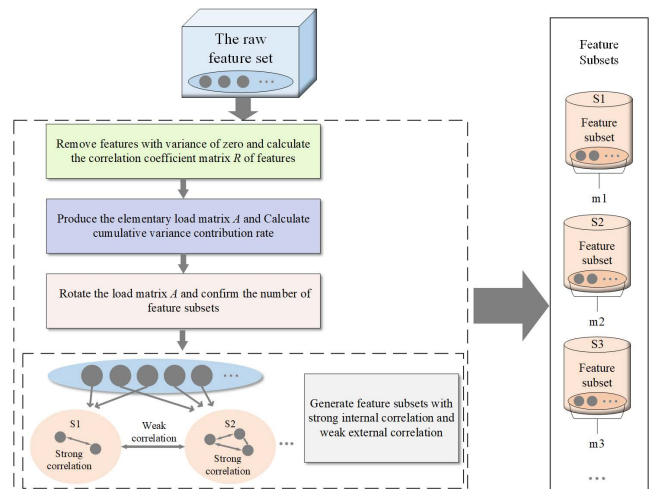 The raw
feature set
...
Remove features with variance of zero and calculate
the correlation coefficient matrix R of features
Produce the elementary load matrix A and Calculate
cumulative variance contribution rate
Rotate the load matrix A and confirm the number of
feature subsets
...
S1
Strong
correlation
Weak
correlation
S2
Strong
correlation
...
Generate feature subsets with
strong internal correlation and
weak external correlation
Feature
Subsets
S1
Feature
subset
...
m1
S2
Feature
subset
...
m2
S3
Feature
subset
...
m3
...